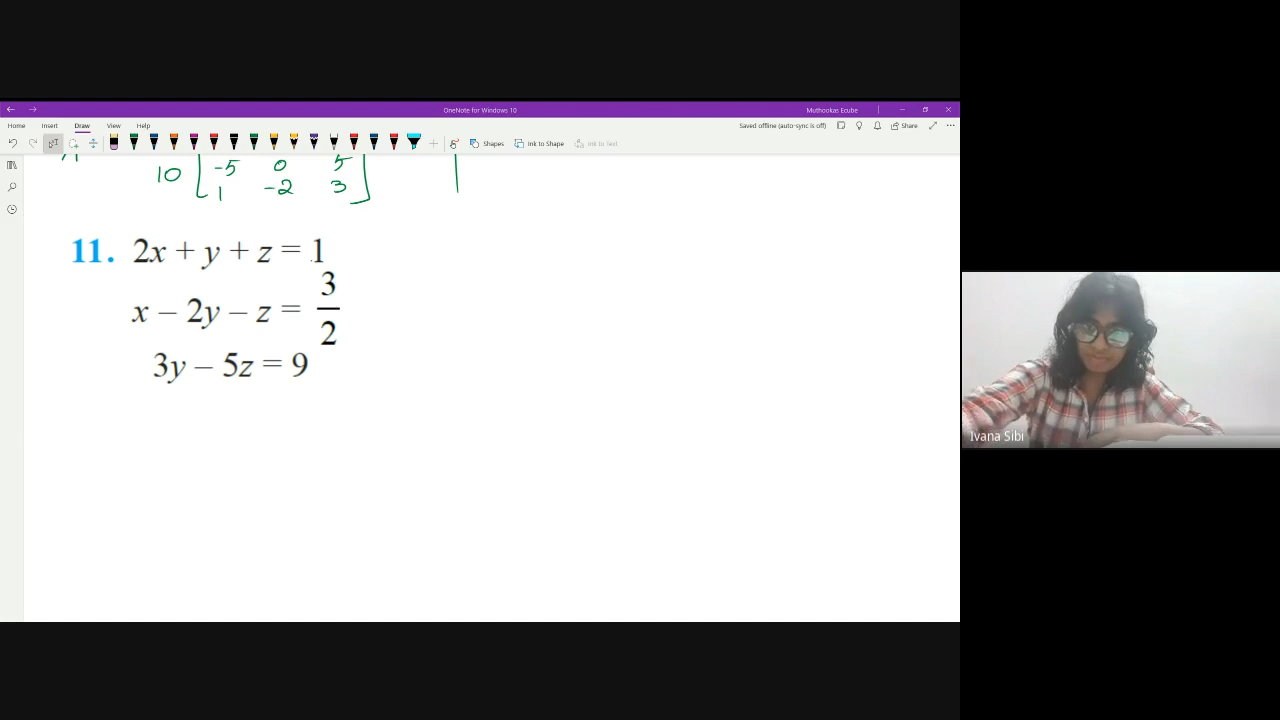 OneNote for Windows 10
Muthookas Ecube
Home Insert Draw View Help
Saved offline (auto-sync is off)
Share
Shapes
Ink to Shape
Ink to Text
10
-5 0 5
1 -2 3
11. 2x + y + z = 1
x − 2y − z = 3/2
3y − 5z = 9
Ivana Sibi